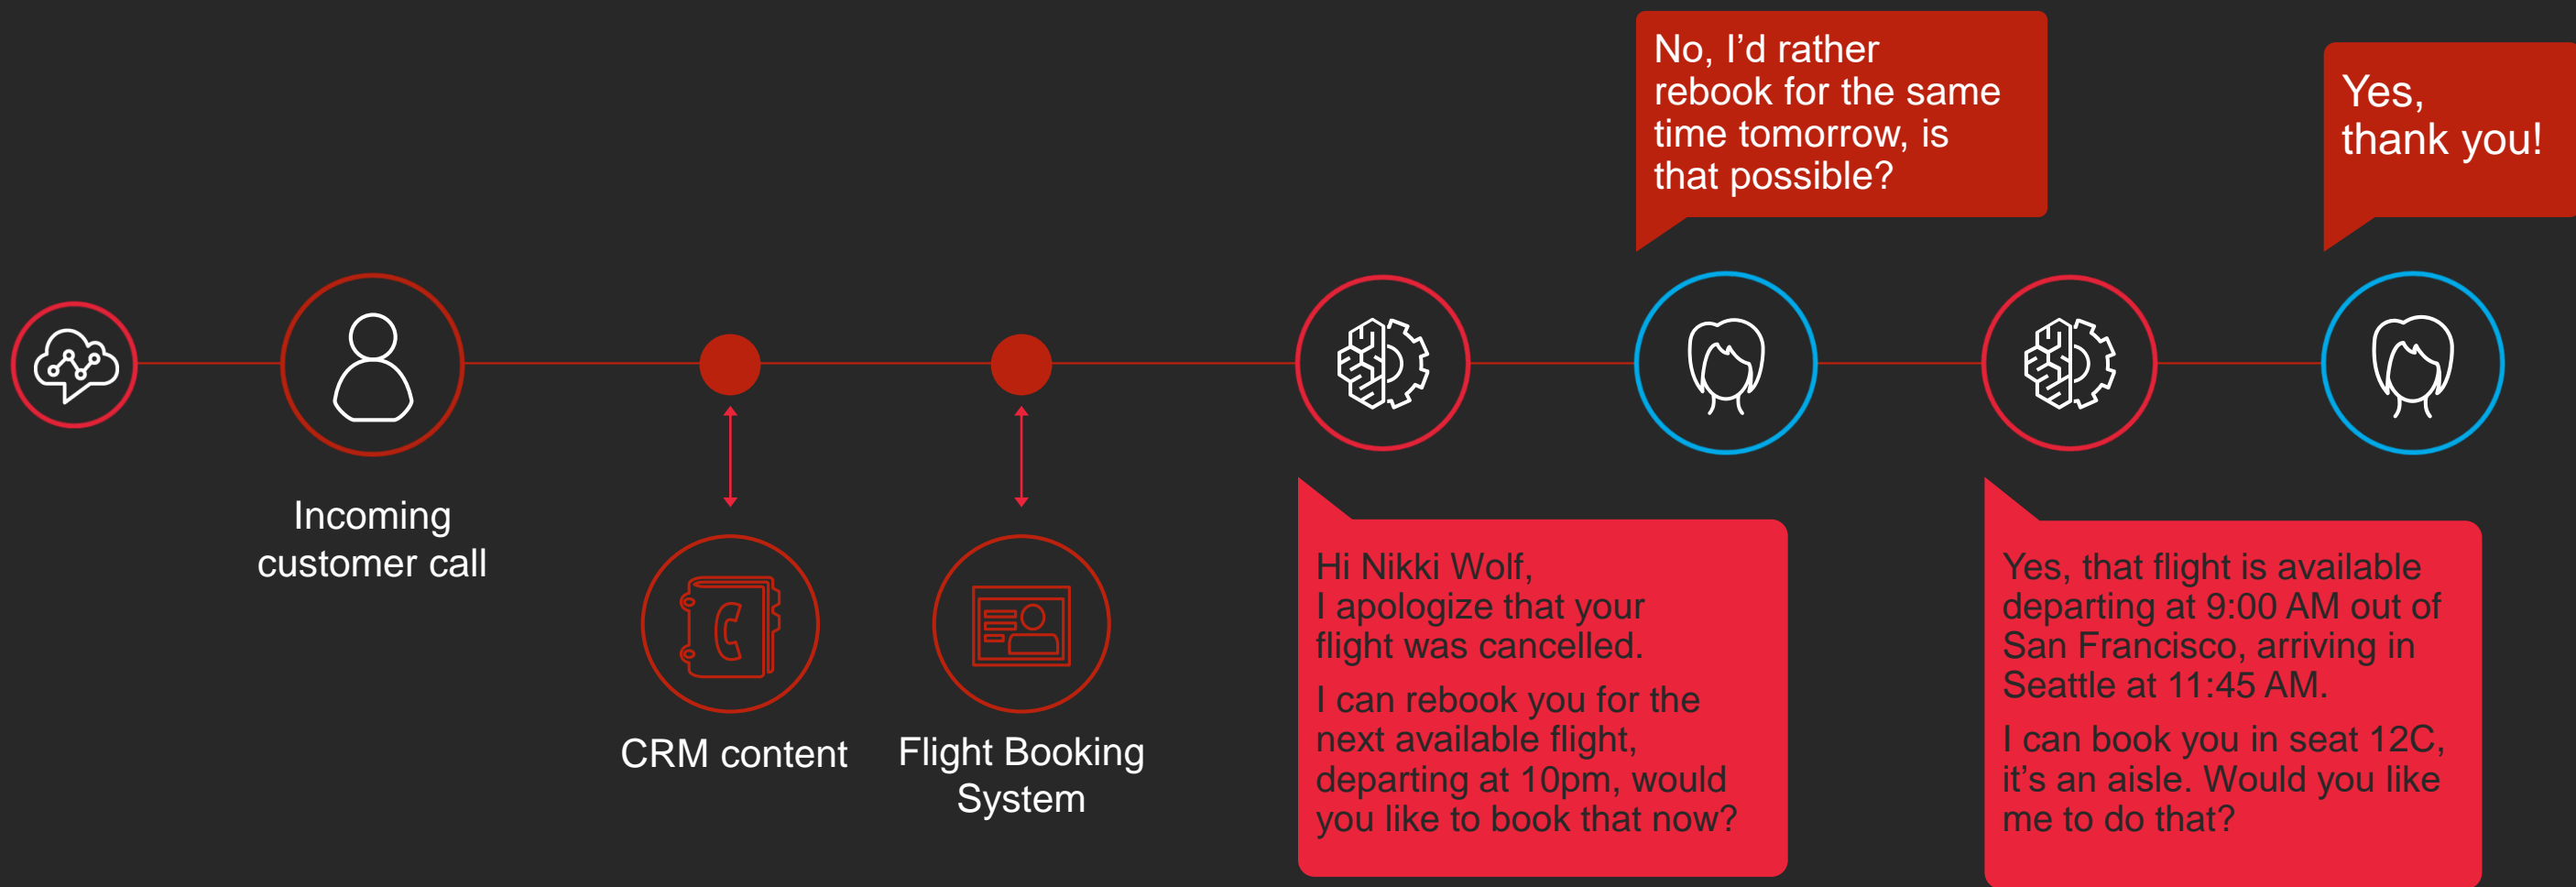 Incoming
customer call
CRM content
Flight Booking
System
Hi Nikki Wolf,
I apologize that your
flight was cancelled.
I can rebook you for the
next available flight,
departing at 10pm, would
you like to book that now?
No, I’d rather
rebook for the same
time tomorrow, is
that possible?
Yes, that flight is available
departing at 9:00 AM out of
San Francisco, arriving in
Seattle at 11:45 AM.
I can book you in seat 12C,
it’s an aisle. Would you like
me to do that?
Yes,
thank you!